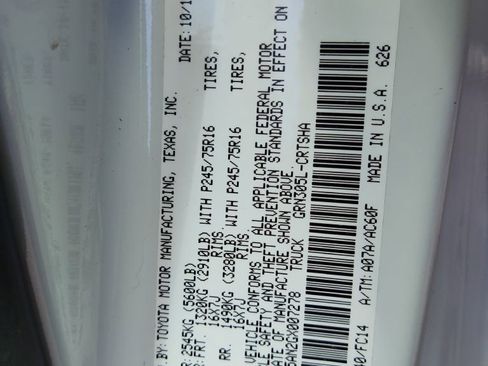 BY: TOYOTA MOTOR MANUFACTURING, TEXAS, INC.
DATE: 10/1
2545KG (5600LB)
FRT: 1320KG (2910LB) WITH P245/75R16 TIRES,
16X7J RIMS.
RR. 1490KG (3280LB) WITH P245/75R16 TIRES,
16X7J RIMS.
VEHICLE CONFORMS TO ALL APPLICABLE FEDERAL MOTOR
SAFETY AND THEFT PREVENTION STANDARDS IN EFFECT ON
OF MANUFACTURE SHOWN ABOVE.
5AN2GX007278 TRUCK GRN305L-CRTSHA
40/FC14 A/TM: A07A/AC60F MADE IN U.S.A. 626